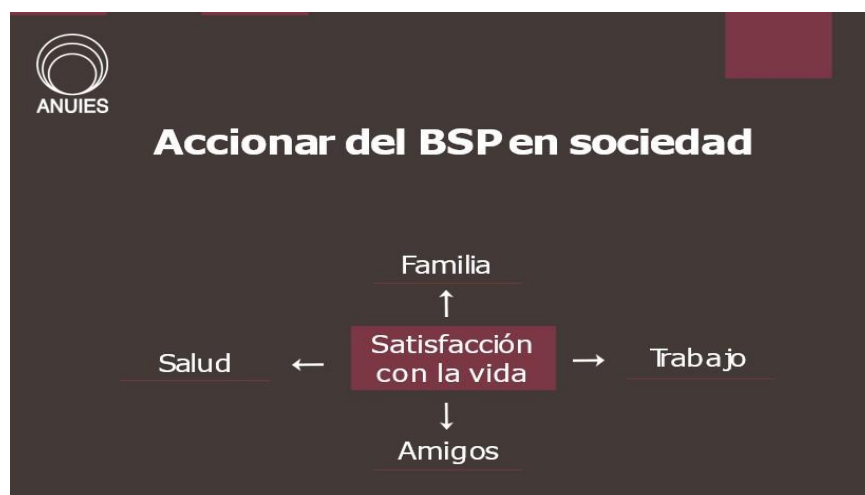 ANUIES
Accionar del BSP en sociedad
Familia
↑
Salud ← Satisfacción con la vida → Trabajo
↓
Amigos